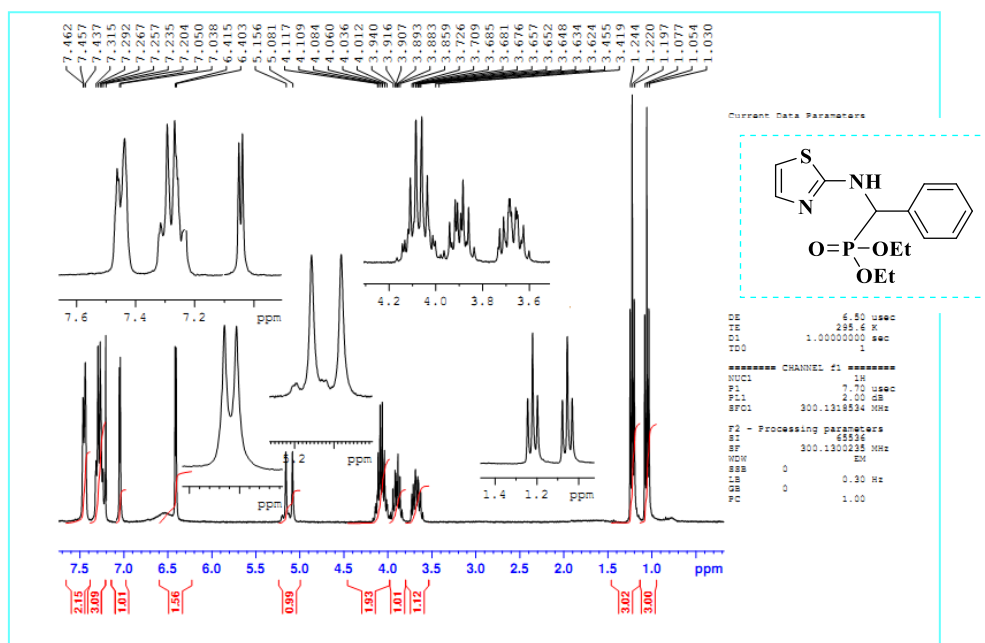 7.462 7.457 7.437 7.315 7.292 7.267 7.257 7.235 7.204 7.050 7.038 6.415 6.403 5.156 5.081 4.117 4.109 4.084 4.060 4.036 4.012 3.940 3.916 3.907 3.893 3.883 3.859 3.726 3.709 3.685 3.681 3.676 3.657 3.652 3.648 3.634 3.624 3.455 3.419 1.244 1.220 1.197 1.077 1.054 1.030
Current Data Parameters
S
NH
N
O=P
OEt
OEt
7.6 7.4 7.2 ppm
4.2 4.0 3.8 3.6
5.2 ppm
ppm
1.4 1.2 ppm
DE 6.50 usec
TE 295.6 K
D1 1.00000000 sec
TD0 1
======== CHANNEL f1 ========
NUC1 1H
P1 7.70 usec
PL1 2.00 dB
SFO1 300.1318534 MHz
F2 - Processing parameters
SI 65536
SF 300.1300235 MHz
WDW EM
SSB 0
LB 0.30 Hz
GB 0
PC 1.00
7.5 7.0 6.5 6.0 5.5 5.0 4.5 4.0 3.5 3.0 2.5 2.0 1.5 1.0 ppm
2.15 3.09 1.01 1.56 0.99 1.93 1.01 1.12 3.02 3.00